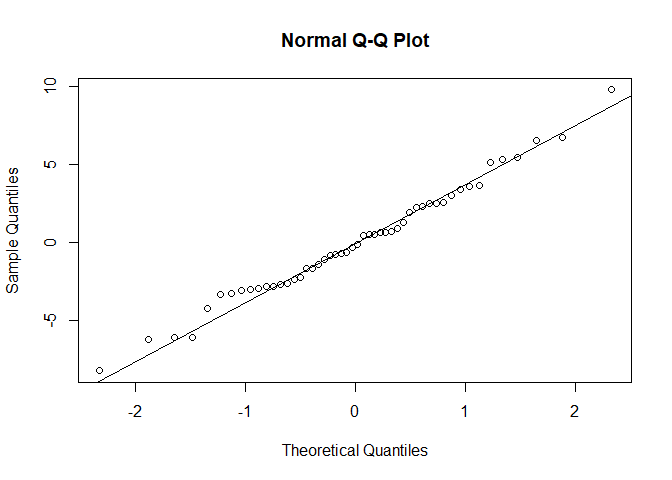 Normal Q-Q Plot
Sample Quantiles
10
5
0
-5
-2 -1 0 1 2
Theoretical Quantiles